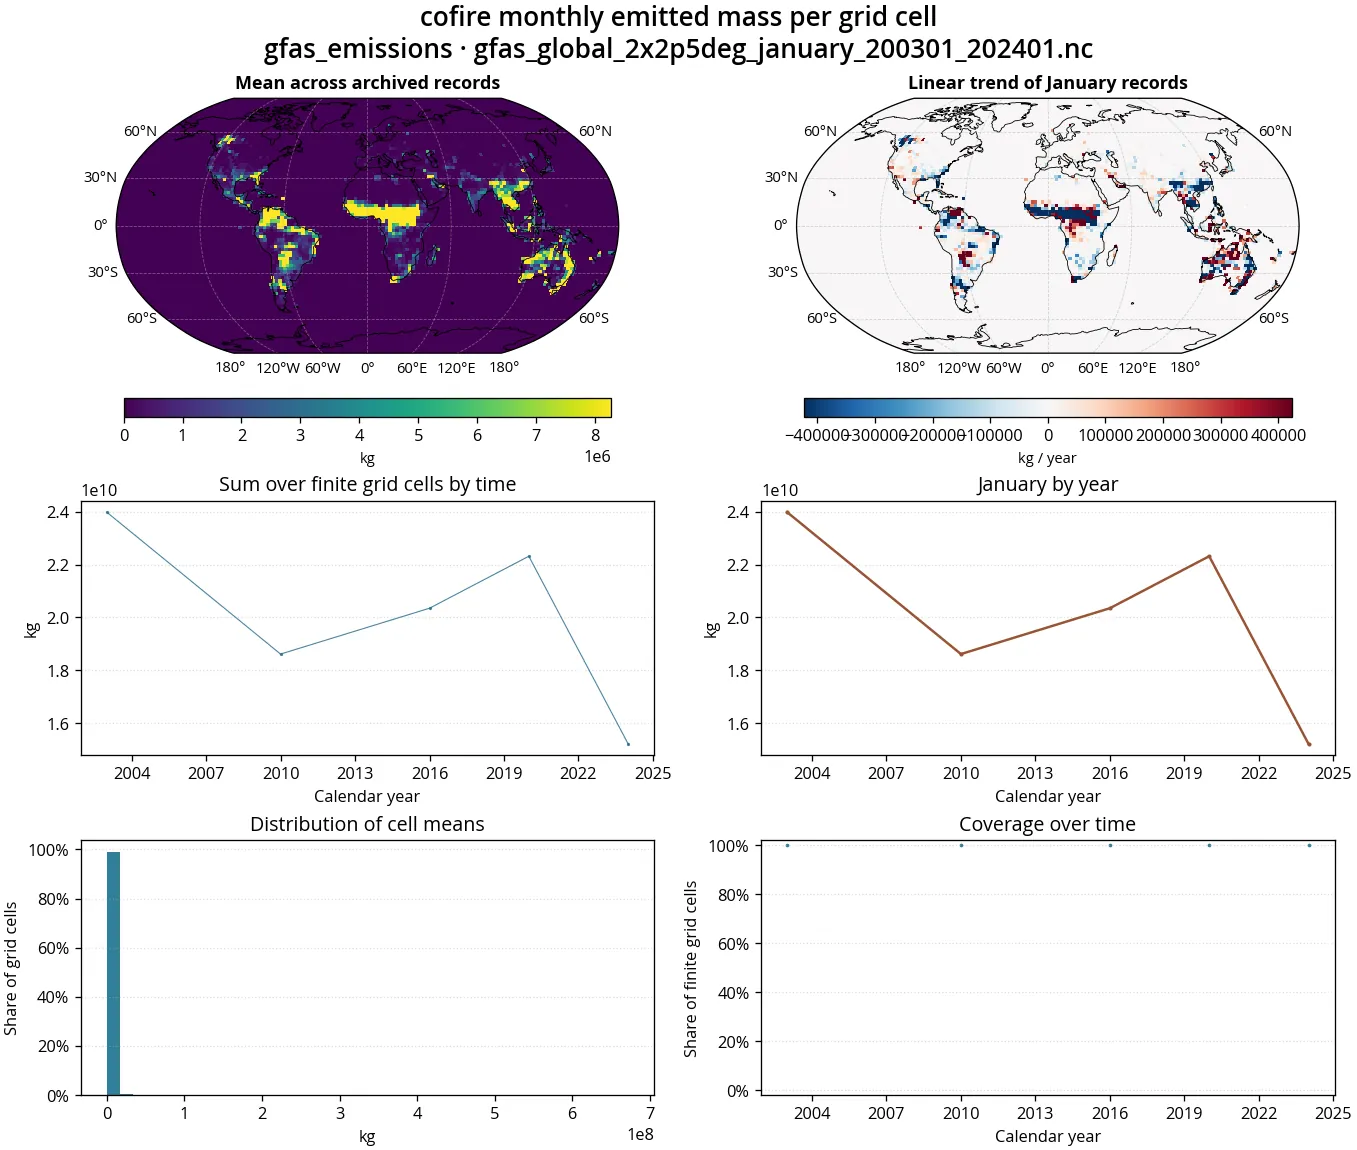 cofire monthly emitted mass per grid cell
gfas_emissions · gfas_global_2x2p5deg_january_200301_202401.nc
Mean across archived records
60°N 60°N
30°N 30°N
0° 0°
30°S 30°S
60°S 60°S
180° 120°W 60°W 0° 60°E 120°E 180°
0 1 2 3 4 5 6 7 8
1e6
kg
Linear trend of January records
60°N 60°N
30°N 30°N
0° 0°
30°S 30°S
60°S 60°S
180° 120°W 60°W 0° 60°E 120°E 180°
−400000 −300000 −200000 −100000 0 100000 200000 300000 400000
kg / year
Sum over finite grid cells by time
1e10
2.4
2.2
2.0
1.8
1.6
kg
2004 2007 2010 2013 2016 2019 2022 2025
Calendar year
January by year
1e10
2.4
2.2
2.0
1.8
1.6
kg
2004 2007 2010 2013 2016 2019 2022 2025
Calendar year
Distribution of cell means
100%
80%
60%
40%
20%
0%
Share of grid cells
0 1 2 3 4 5 6 7
1e8
kg
Coverage over time
100%
80%
60%
40%
20%
0%
Share of finite grid cells
2004 2007 2010 2013 2016 2019 2022 2025
Calendar year